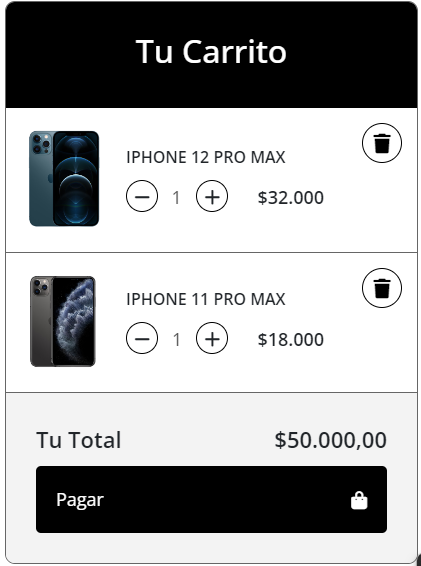 Tu Carrito
IPHONE 12 PRO MAX
1 $32.000
IPHONE 11 PRO MAX
1 $18.000
Tu Total $50.000,00
Pagar